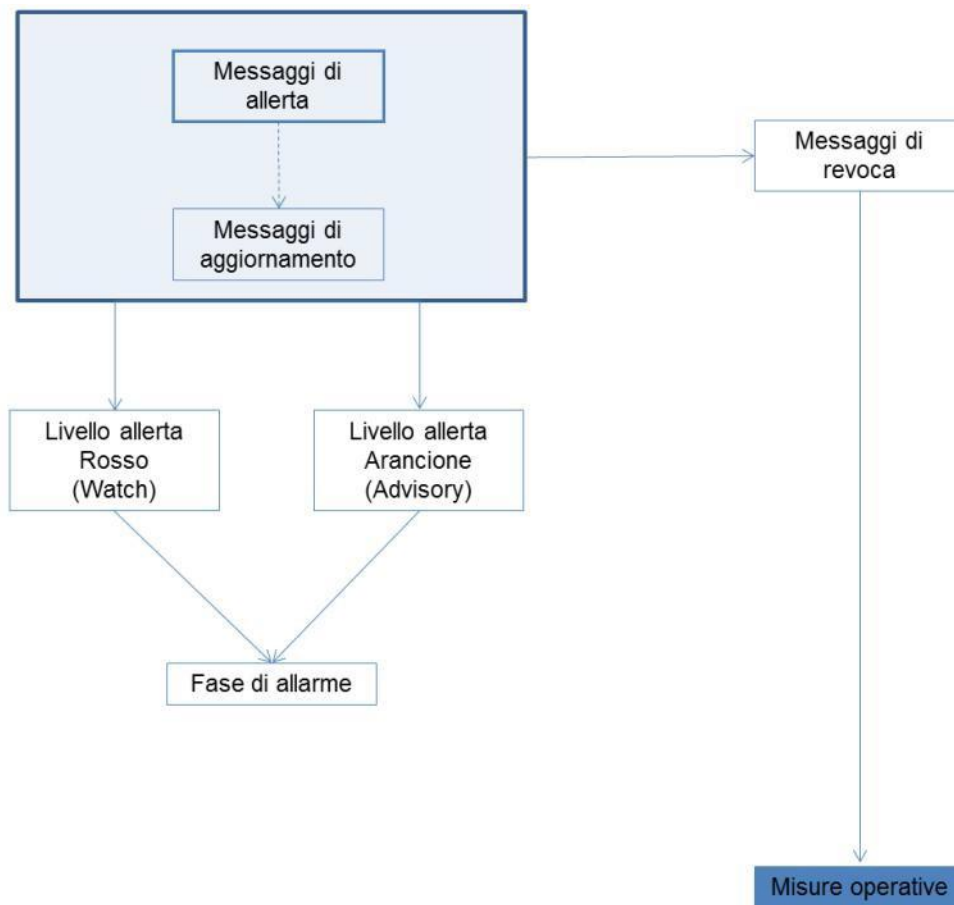 Messaggi di
allerta
Messaggi di
revoca
Messaggi di
aggiornamento
Livello allerta
Rosso
(Watch)
Livello allerta
Arancione
(Advisory)
Fase di allarme
Misure operative